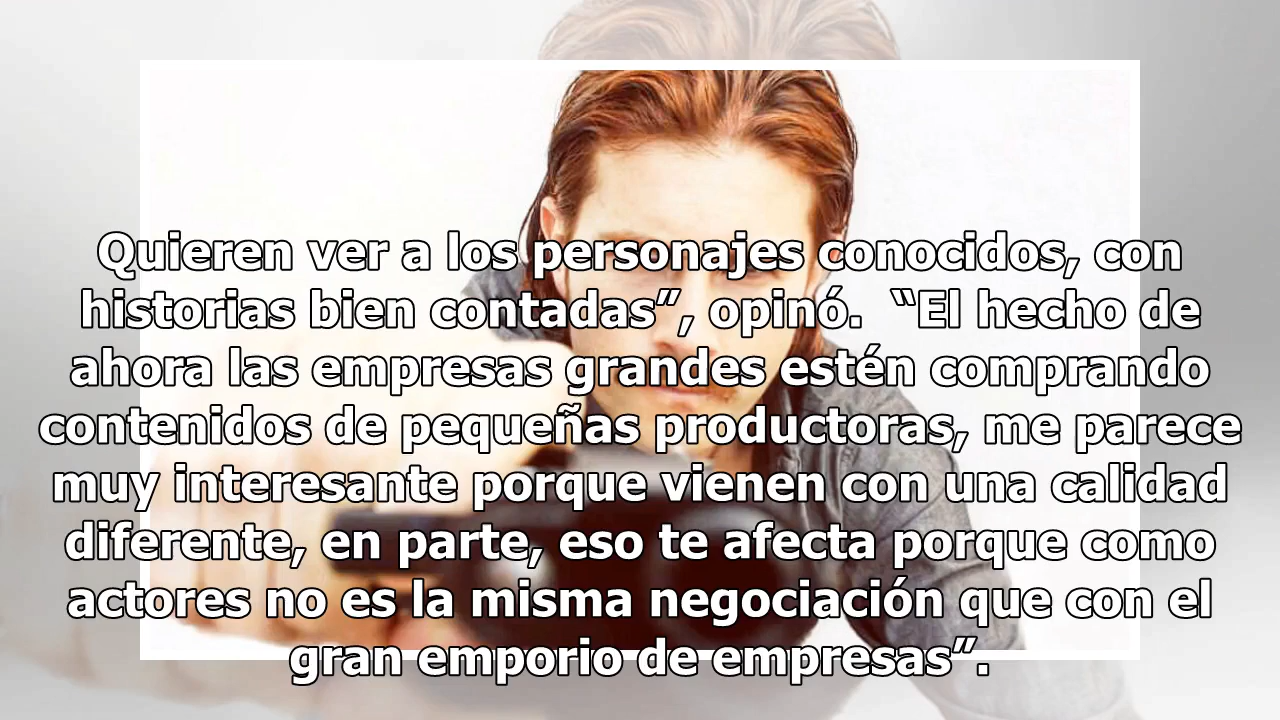 Quieren ver a los personajes conocidos, con
historias bien contadas”, opinó.  “El hecho de
ahora las empresas grandes estén comprando
contenidos de pequeñas productoras, me parece
muy interesante porque vienen con una calidad
diferente, en parte, eso te afecta porque como
actores no es la misma negociación que con el
gran emporio de empresas”.